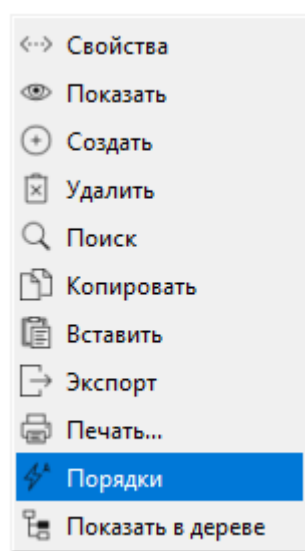 Свойства
Показать
Создать
Удалить
Поиск
Копировать
Вставить
Экспорт
Печать...
Порядки
Показать в дереве